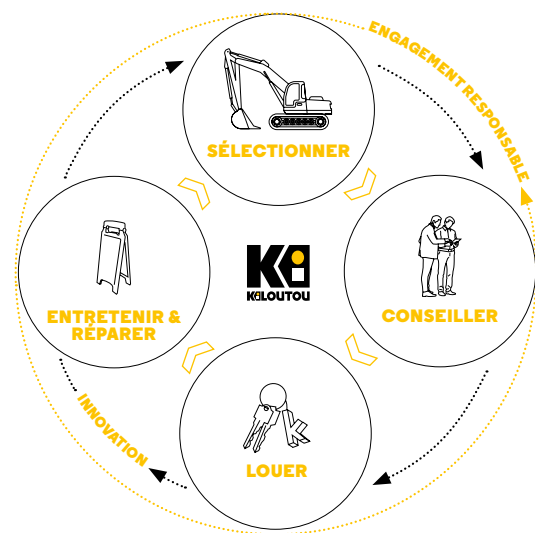 ENGAGEMENT RESPONSABLE
SÉLECTIONNER
CONSEILLER
KILOUTOU
ENTRETENIR &
RÉPARER
LOUER
INNOVATION